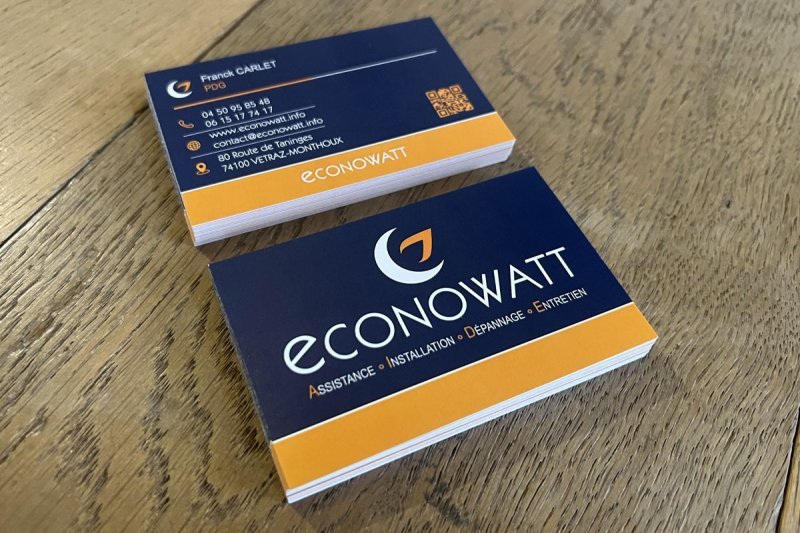 Franck CARLET
PDG
04 50 95 85 48
06 15 17 74 17
www.econowatt.info
contact@econowatt.info
80 Route de Taninges
74100 VETRAZ-MONTHOUX
eCONOWATT
eCONOWATT
ASSISTANCE • INSTALLATION • DÉPANNAGE • ENTRETIEN